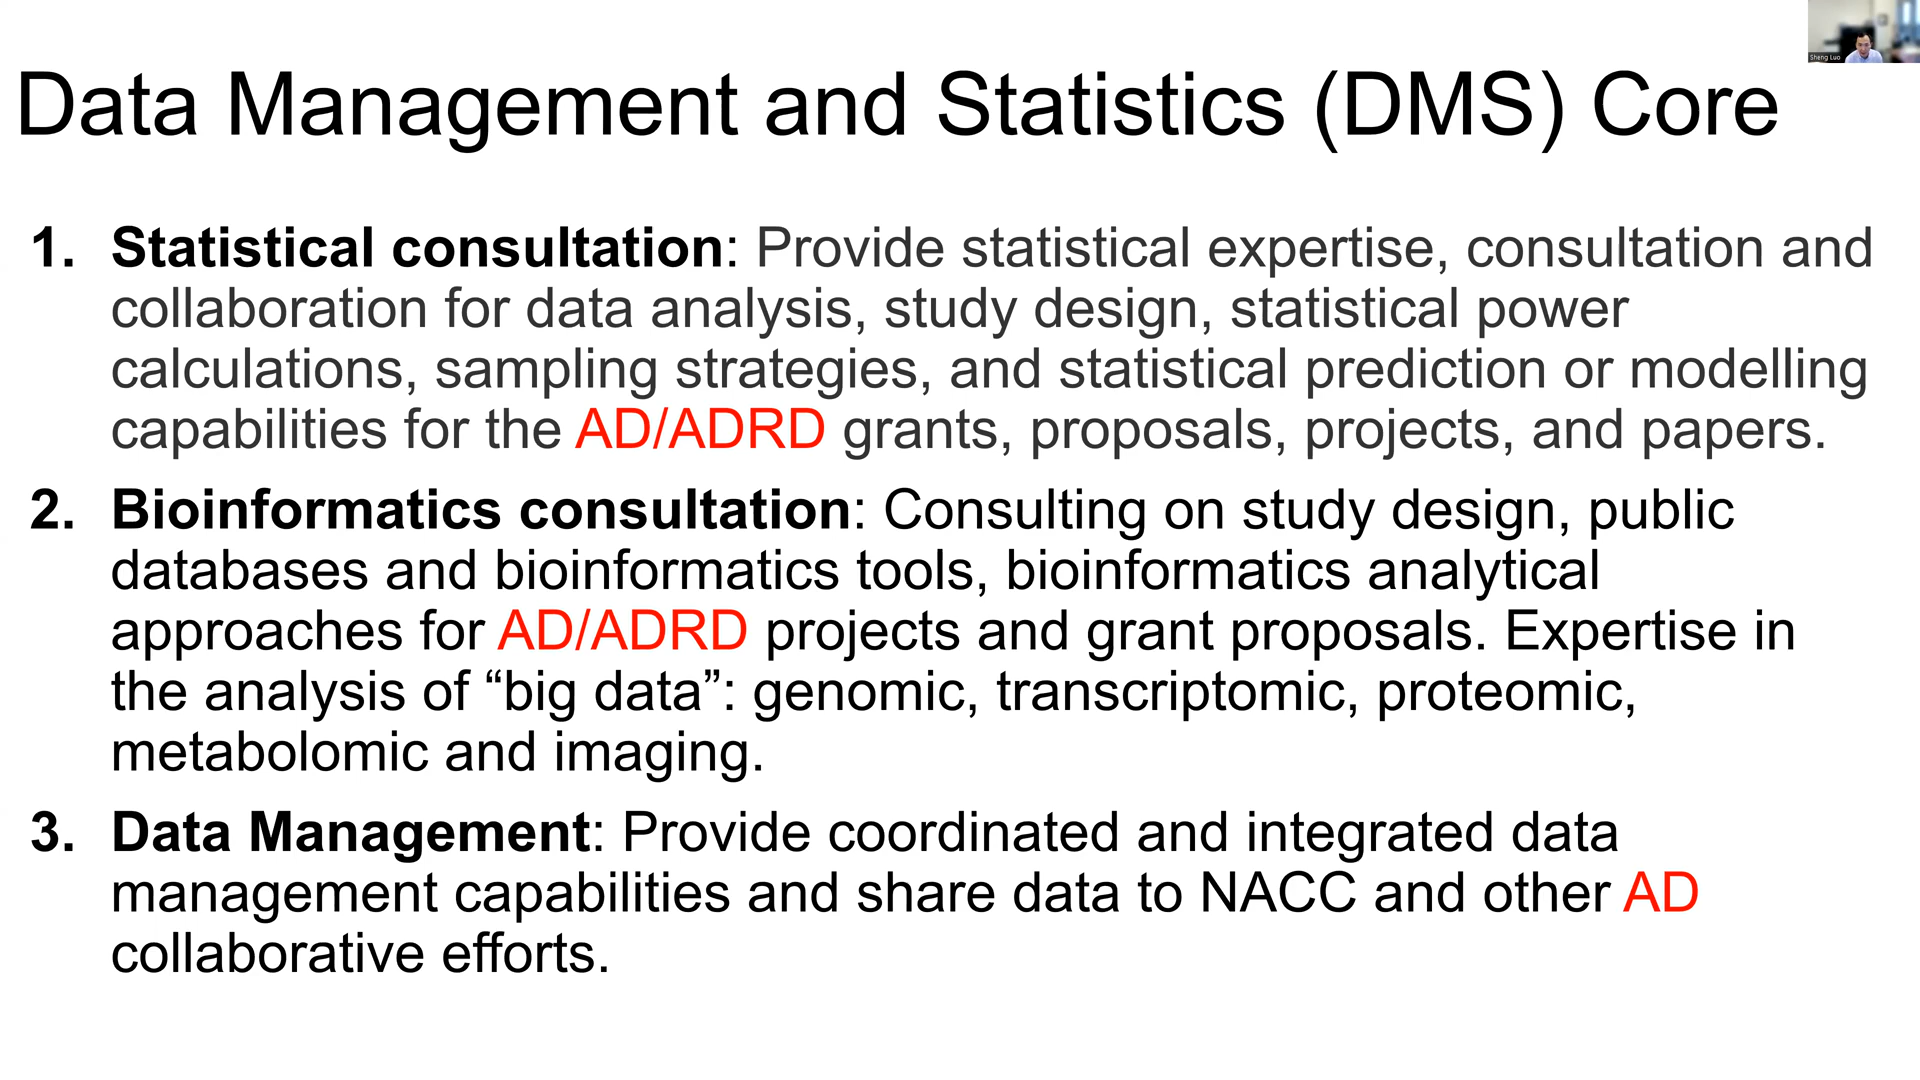 Sheng Luo
Data Management and Statistics (DMS) Core
1. Statistical consultation: Provide statistical expertise, consultation and
collaboration for data analysis, study design, statistical power
calculations, sampling strategies, and statistical prediction or modelling
capabilities for the AD/ADRD grants, proposals, projects, and papers.
2. Bioinformatics consultation: Consulting on study design, public
databases and bioinformatics tools, bioinformatics analytical
approaches for AD/ADRD projects and grant proposals. Expertise in
the analysis of “big data”: genomic, transcriptomic, proteomic,
metabolomic and imaging.
3. Data Management: Provide coordinated and integrated data
management capabilities and share data to NACC and other AD
collaborative efforts.